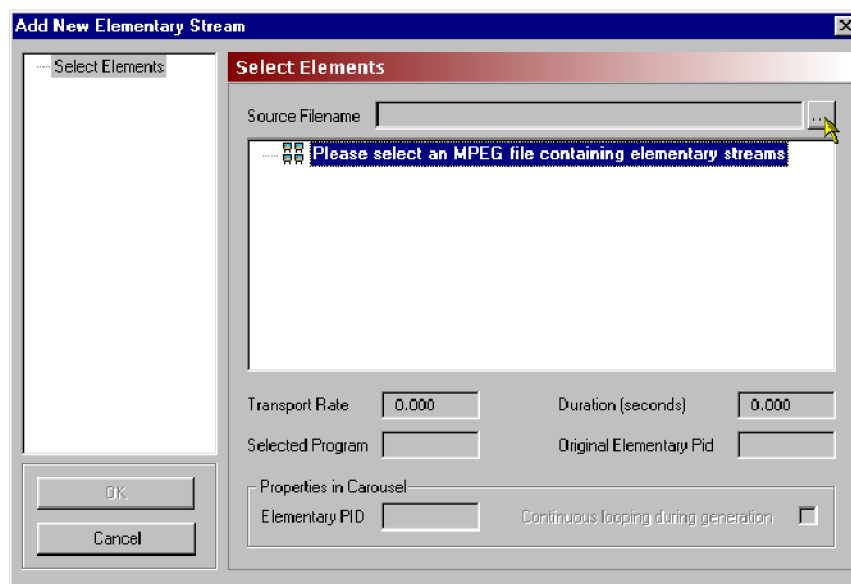 Add New Elementary Stream
Select Elements
Select Elements
Source Filename
...
Please select an MPEG file containing elementary streams
Transport Rate 0.000 Duration (seconds) 0.000
Selected Program Original Elementary Pid
Properties in Carousel
Elementary PID Continuous looping during generation
OK
Cancel